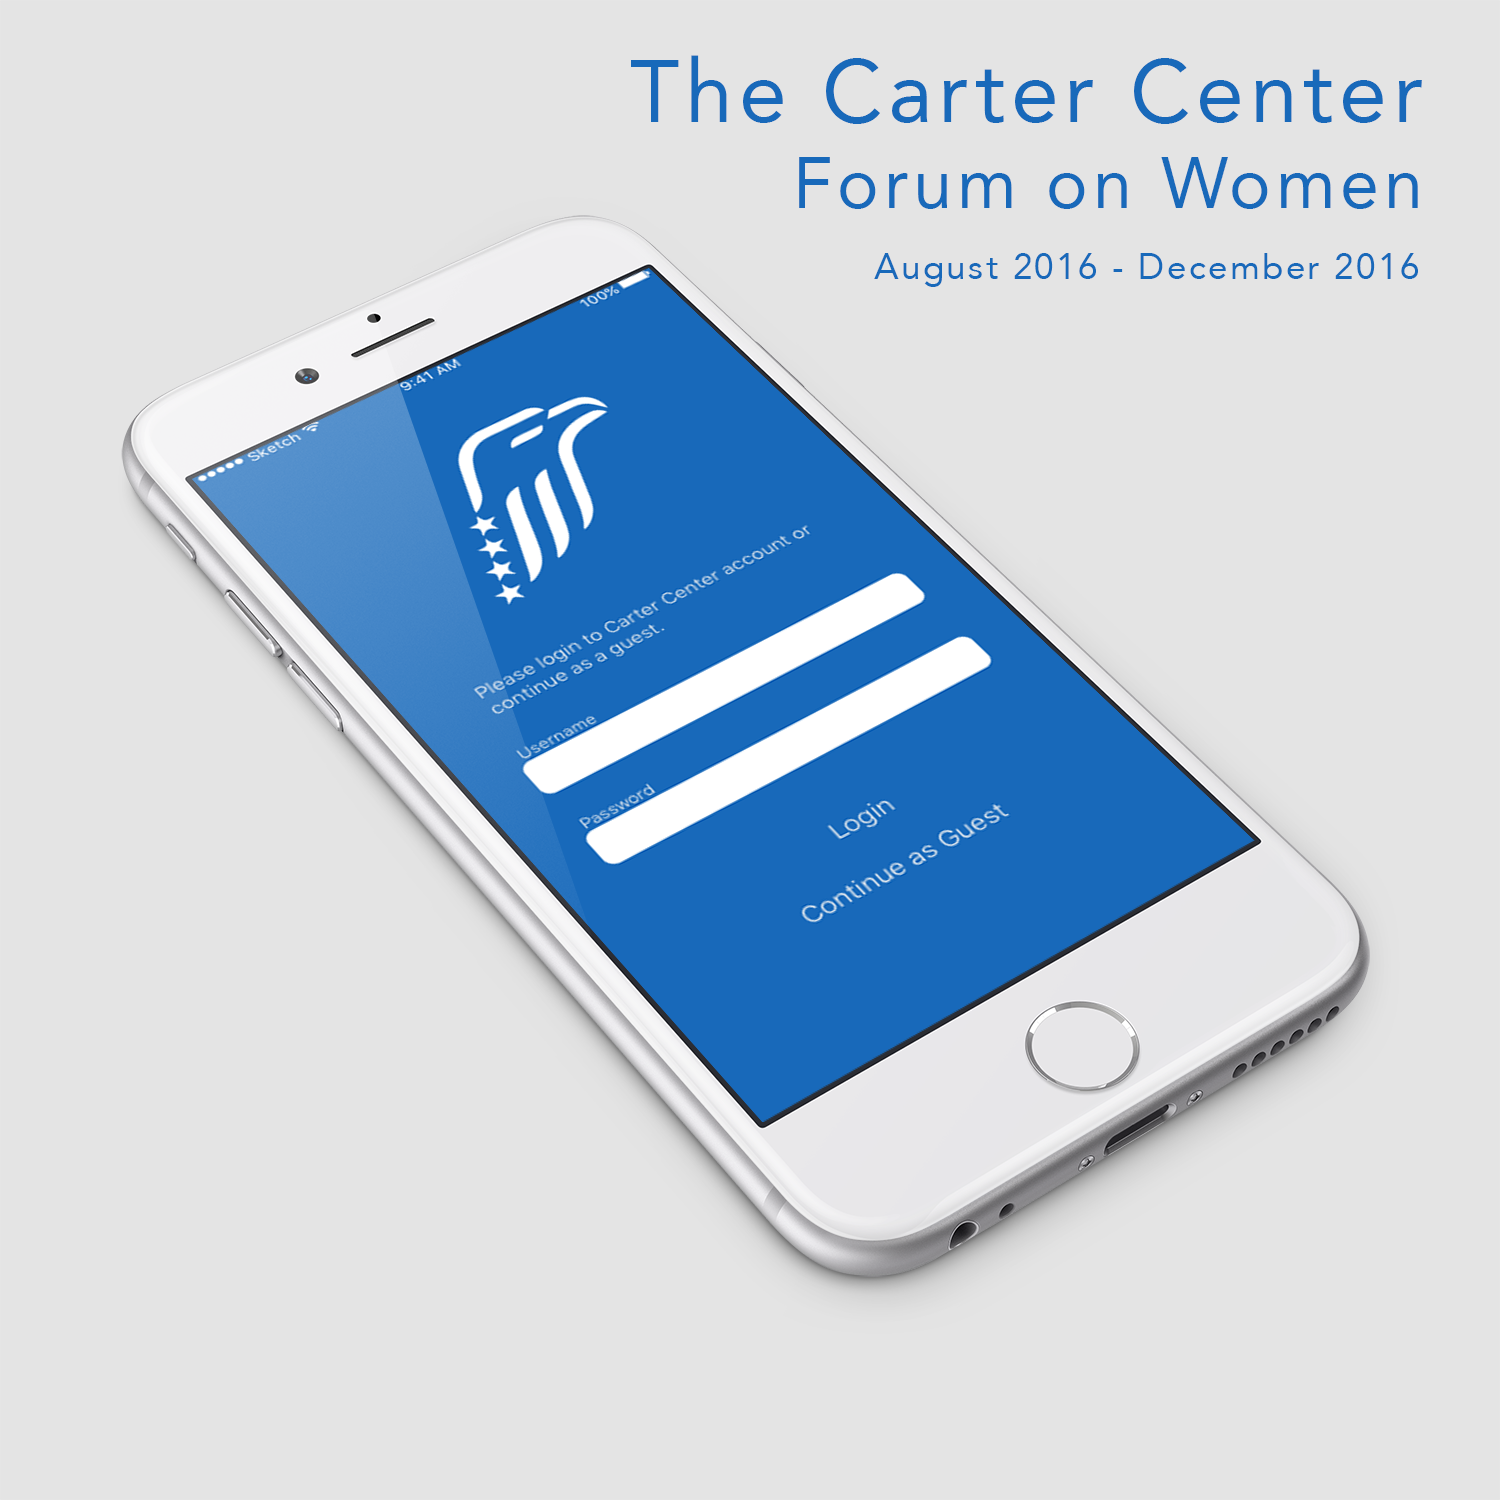 The Carter Center
Forum on Women
August 2016 - December 2016
Sketch
9:41 AM
100%
Please login to Carter Center account or
continue as a guest.
Username
Password
Login
Continue as Guest